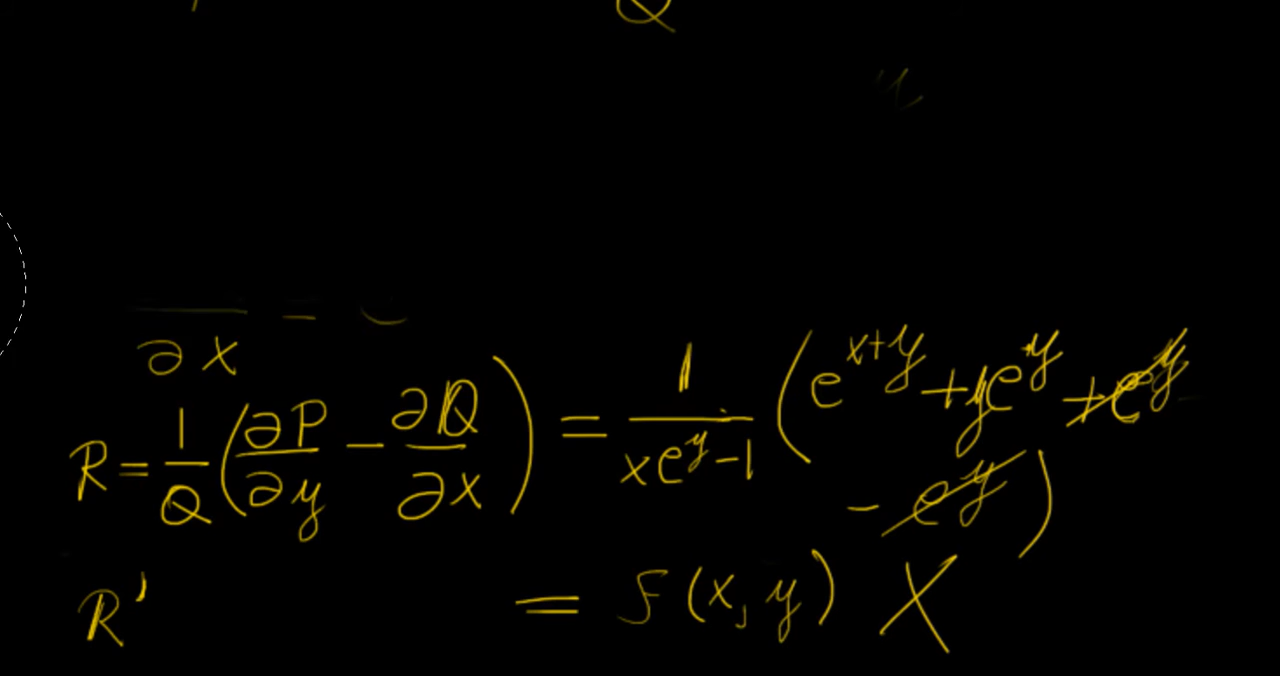 Q
∂x = e
R = 1/Q (∂P/∂y − ∂Q/∂x) = 1/(xe^y − 1) (e^(x+y) + ye^y + e^y
− e^y)
R' = f(x, y) X